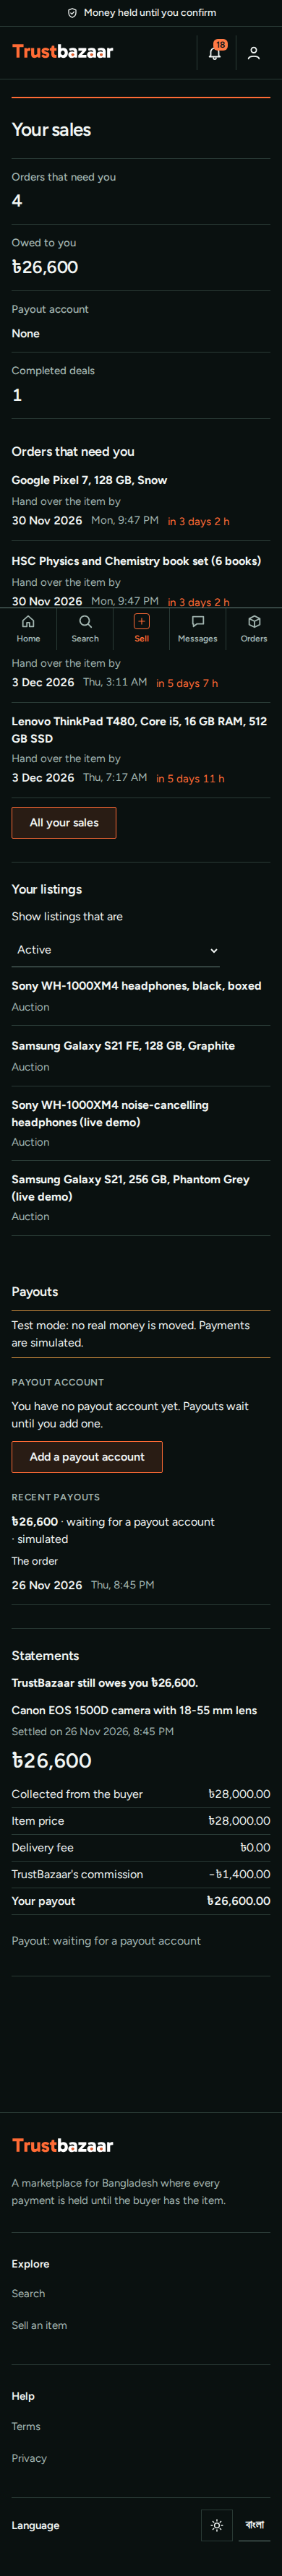 Money held until you confirm
Trustbazaar
18
Your sales
Orders that need you
4
Owed to you
৳26,600
Payout account
None
Completed deals
1
Orders that need you
Google Pixel 7, 128 GB, Snow
Hand over the item by
30 Nov 2026 Mon, 9:47 PM in 3 days 2 h
HSC Physics and Chemistry book set (6 books)
Hand over the item by
30 Nov 2026 Mon, 9:47 PM in 3 days 2 h
Home Search Sell Messages Orders
Hand over the item by
3 Dec 2026 Thu, 3:11 AM in 5 days 7 h
Lenovo ThinkPad T480, Core i5, 16 GB RAM, 512
GB SSD
Hand over the item by
3 Dec 2026 Thu, 7:17 AM in 5 days 11 h
All your sales
Your listings
Show listings that are
Active
Sony WH-1000XM4 headphones, black, boxed
Auction
Samsung Galaxy S21 FE, 128 GB, Graphite
Auction
Sony WH-1000XM4 noise-cancelling
headphones (live demo)
Auction
Samsung Galaxy S21, 256 GB, Phantom Grey
(live demo)
Auction
Payouts
Test mode: no real money is moved. Payments
are simulated.
PAYOUT ACCOUNT
You have no payout account yet. Payouts wait
until you add one.
Add a payout account
RECENT PAYOUTS
৳26,600 · waiting for a payout account
· simulated
The order
26 Nov 2026 Thu, 8:45 PM
Statements
TrustBazaar still owes you ৳26,600.
Canon EOS 1500D camera with 18-55 mm lens
Settled on 26 Nov 2026, 8:45 PM
৳26,600
Collected from the buyer ৳28,000.00
Item price ৳28,000.00
Delivery fee ৳0.00
TrustBazaar's commission -৳1,400.00
Your payout ৳26,600.00
Payout: waiting for a payout account
Trustbazaar
A marketplace for Bangladesh where every
payment is held until the buyer has the item.
Explore
Search
Sell an item
Help
Terms
Privacy
Language বাংলা